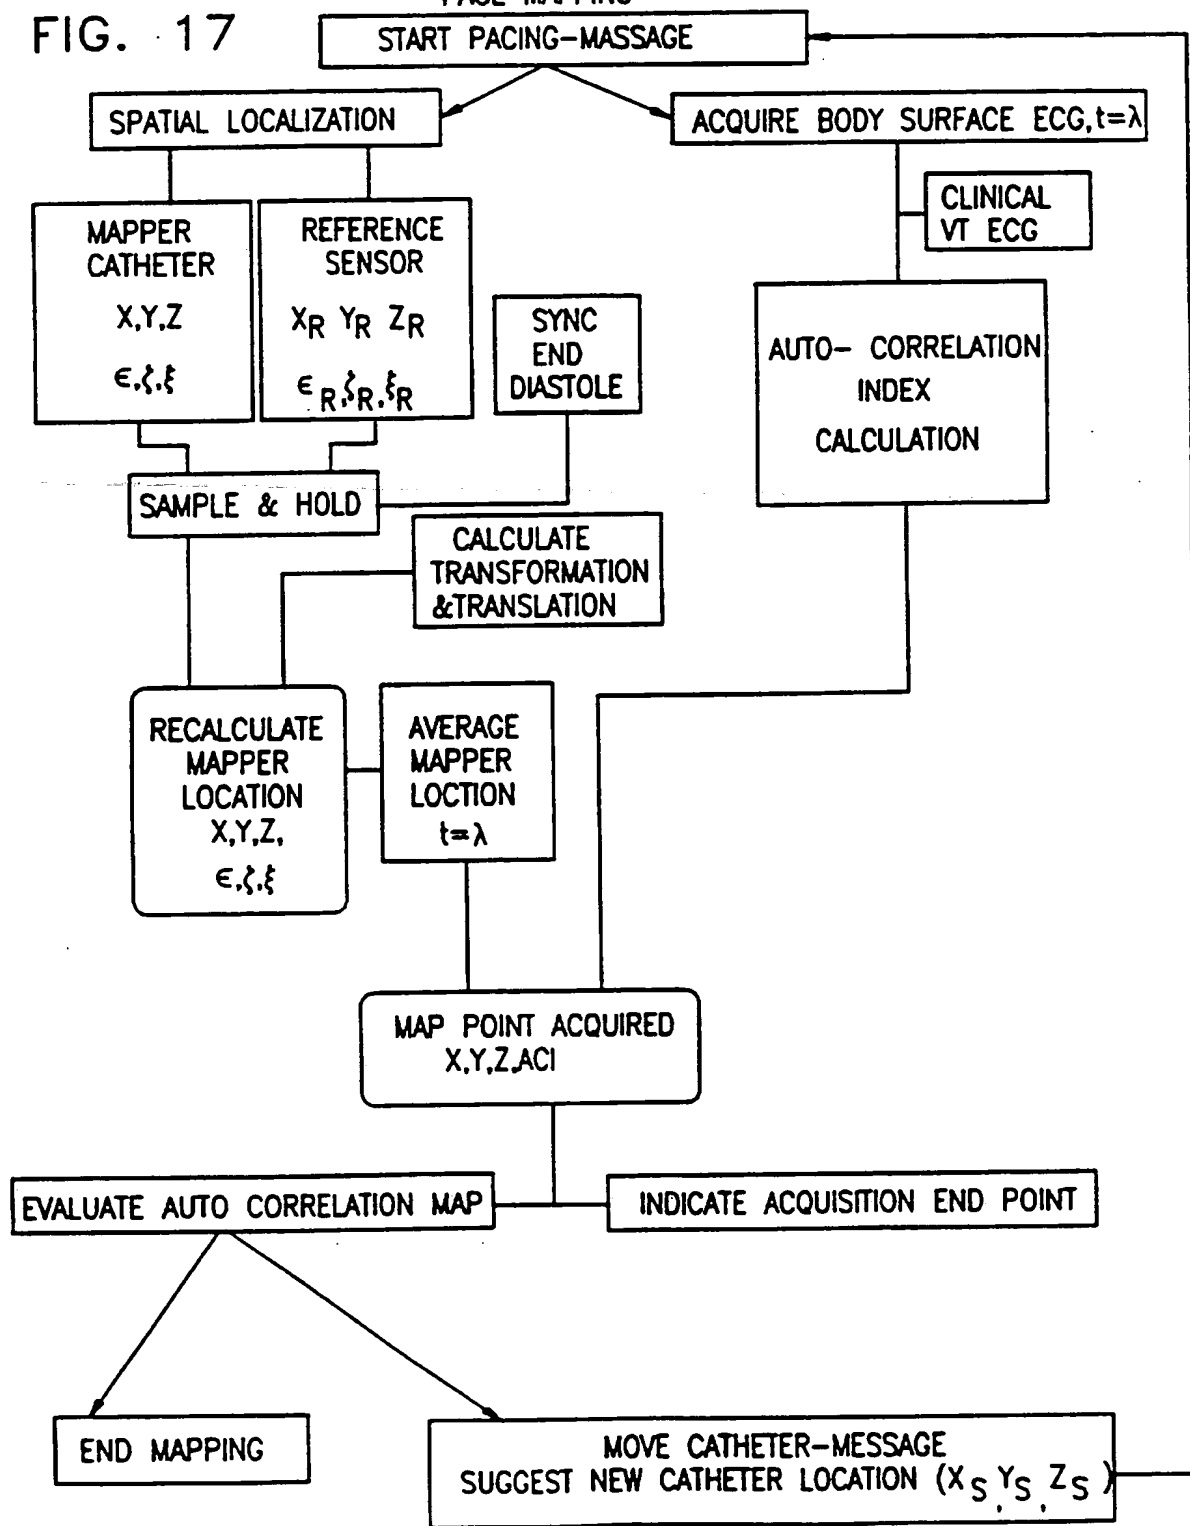 PACE MAPPING
FIG. 17
START PACING-MASSAGE
SPATIAL LOCALIZATION
ACQUIRE BODY SURFACE ECG, t=λ
MAPPER
CATHETER
X,Y,Z
ϵ,ζ,ξ
REFERENCE
SENSOR
XR YR ZR
ϵR,ζR,ξR
CLINICAL
VT ECG
SYNC
END
DIASTOLE
AUTO- CORRELATION
INDEX
CALCULATION
SAMPLE & HOLD
CALCULATE
TRANSFORMATION
&TRANSLATION
RECALCULATE
MAPPER
LOCATION
X,Y,Z,
ϵ,ζ,ξ
AVERAGE
MAPPER
LOCTION
t=λ
MAP POINT ACQUIRED
X,Y,Z,ACI
EVALUATE AUTO CORRELATION MAP
INDICATE ACQUISITION END POINT
END MAPPING
MOVE CATHETER-MESSAGE
SUGGEST NEW CATHETER LOCATION (XS,YS,ZS)